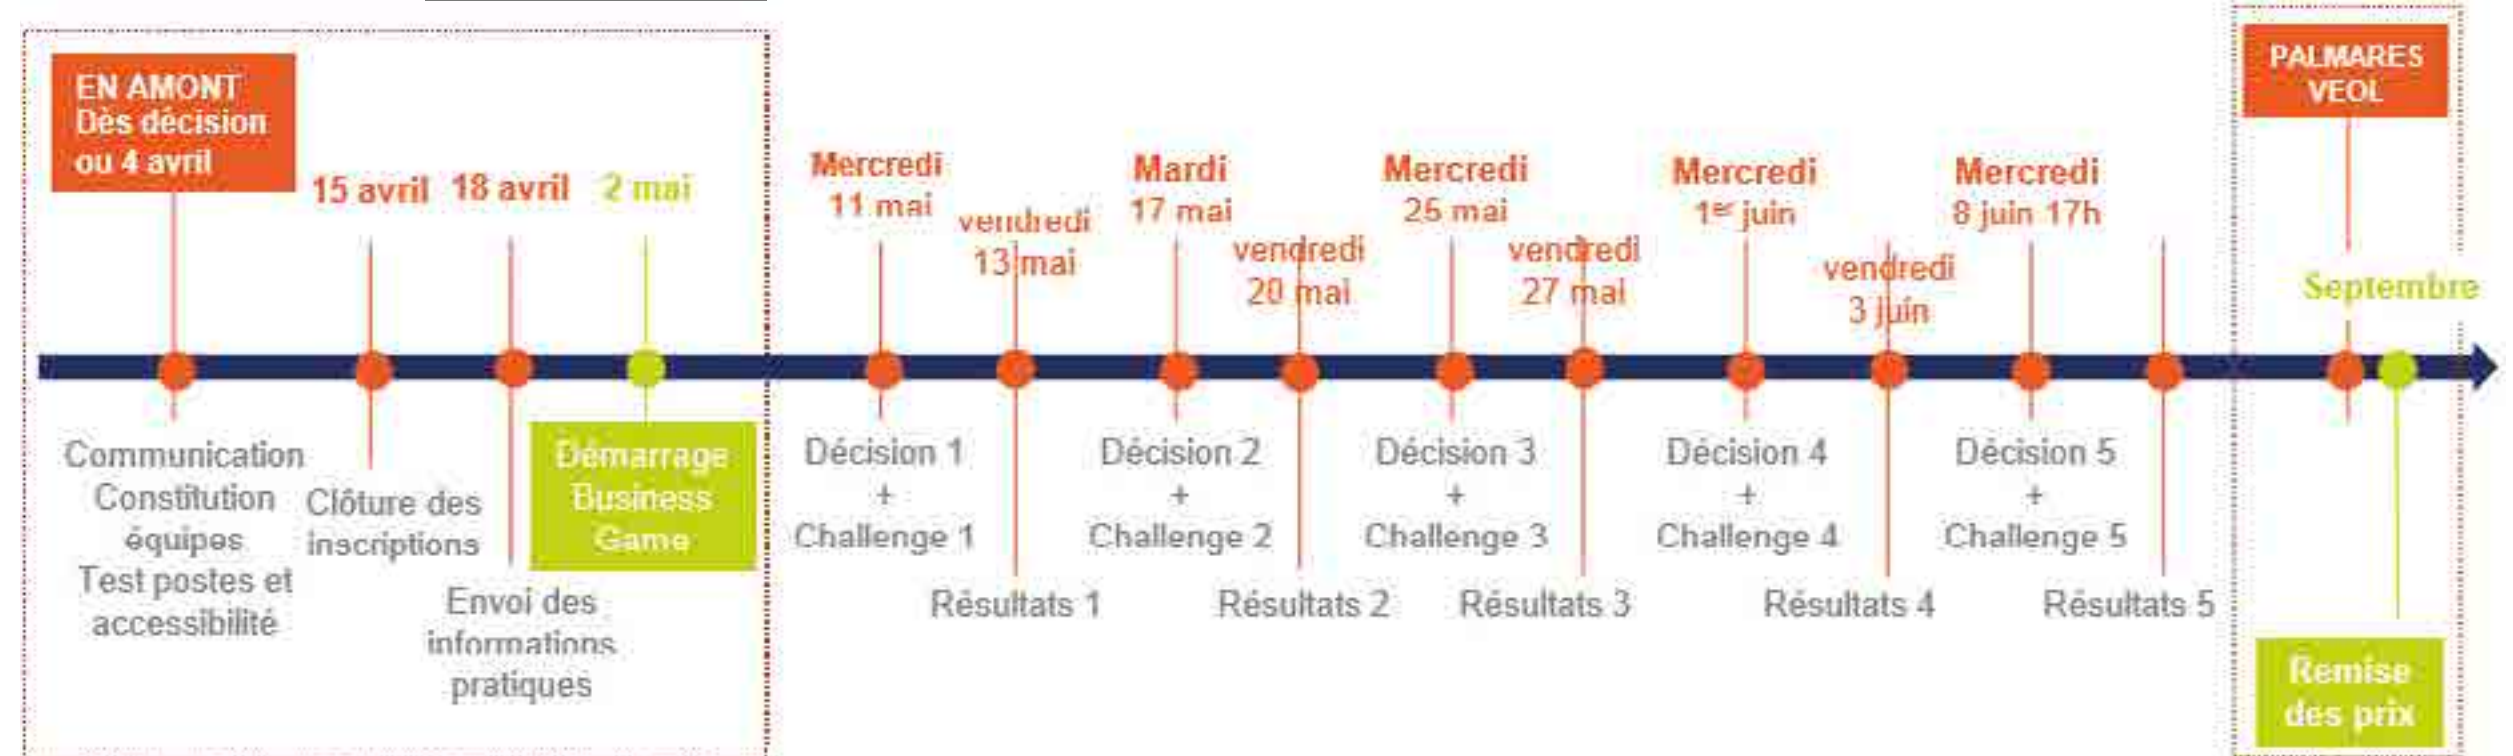 EN AMONT
Dès décision
ou 4 avril
15 avril
18 avril
2 mai
Mercredi
11 mai
vendredi
13 mai
Mardi
17 mai
vendredi
20 mai
Mercredi
25 mai
vendredi
27 mai
Mercredi
1er juin
vendredi
3 juin
Mercredi
8 juin 17h
PALMARES
VEOL
Septembre
Communication
Constitution
équipes
Test postes et
accessibilité
Clôture des
inscriptions
Envoi des
informations
pratiques
Démarrage
Business
Game
Décision 1
+
Challenge 1
Résultats 1
Décision 2
+
Challenge 2
Résultats 2
Décision 3
+
Challenge 3
Résultats 3
Décision 4
+
Challenge 4
Résultats 4
Décision 5
+
Challenge 5
Résultats 5
Remise
des prix